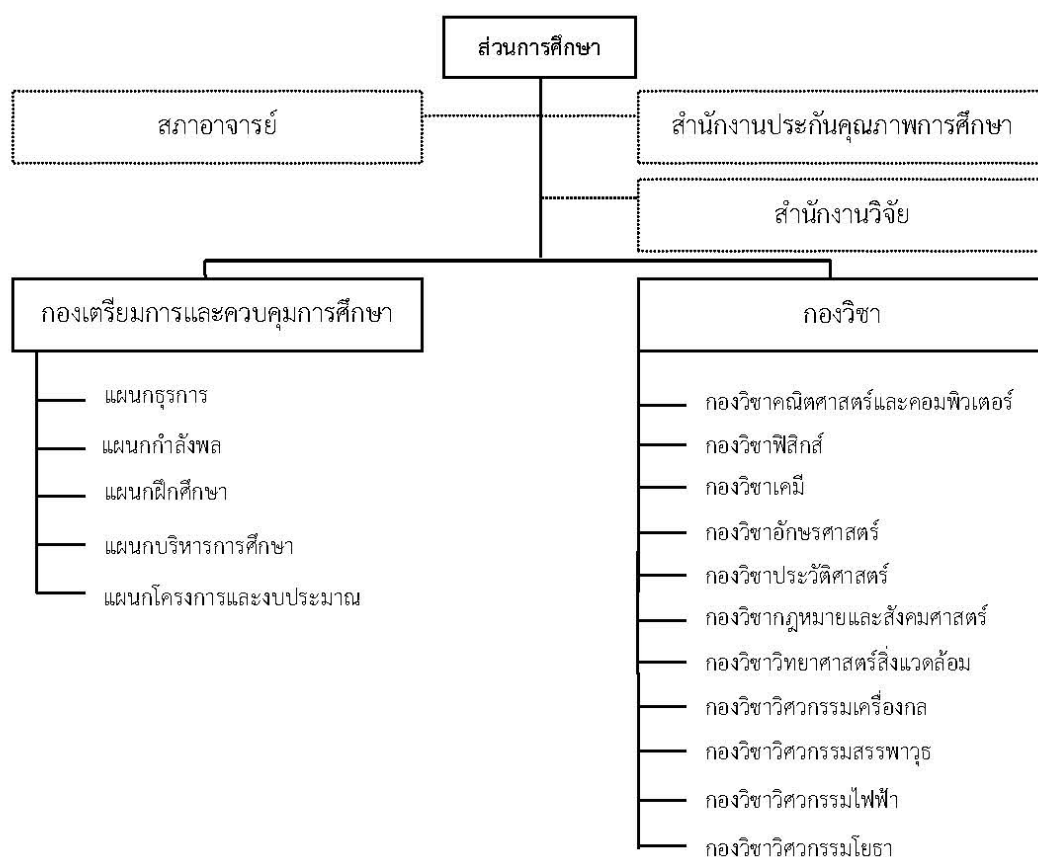 ส่วนการศึกษา
สภาอาจารย์
สำนักงานประกันคุณภาพการศึกษา
สำนักงานวิจัย
กองเตรียมการและควบคุมการศึกษา
แผนกธุรการ
แผนกกำลังพล
แผนกฝึกศึกษา
แผนกบริหารการศึกษา
แผนกโครงการและงบประมาณ
กองวิชา
กองวิชาคณิตศาสตร์และคอมพิวเตอร์
กองวิชาฟิสิกส์
กองวิชาเคมี
กองวิชาอักษรศาสตร์
กองวิชาประวัติศาสตร์
กองวิชากฎหมายและสังคมศาสตร์
กองวิชาวิทยาศาสตร์สิ่งแวดล้อม
กองวิชาวิศวกรรมเครื่องกล
กองวิชาวิศวกรรมสรรพาวุธ
กองวิชาวิศวกรรมไฟฟ้า
กองวิชาวิศวกรรมโยธา